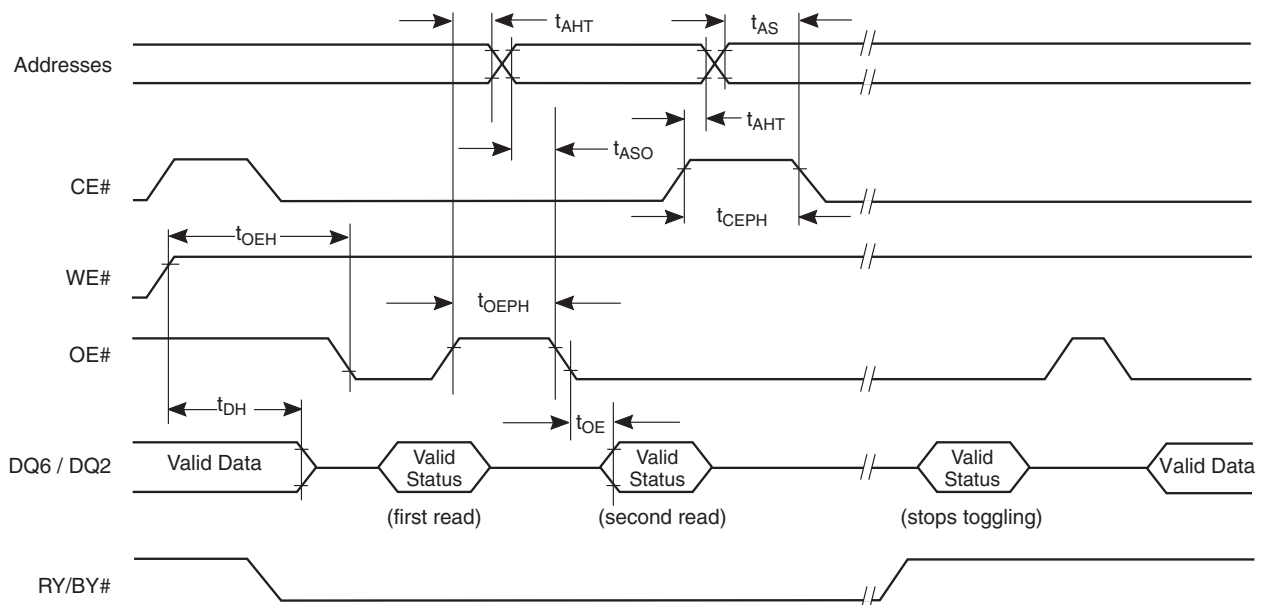 tAHT
tAS
Addresses
tAHT
tASO
CE#
tCEPH
tOEH
WE#
tOEPH
OE#
tDH
tOE
DQ6 / DQ2
Valid Data
Valid
Status
Valid
Status
Valid
Status
Valid Data
(first read)
(second read)
(stops toggling)
RY/BY#